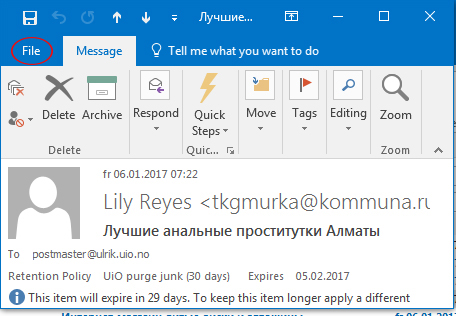 Лучшие...
File Message Tell me what you want to do
Delete Archive Respond Quick Steps Move Tags Editing Zoom
Delete Quic... Zoom
fr 06.01.2017 07:22
Lily Reyes <tkgmurka@kommuna.ru
Лучшие анальные проститутки Алматы
To postmaster@ulrik.uio.no
Retention Policy UiO purge junk (30 days) Expires 05.02.2017
This item will expire in 29 days. To keep this item longer apply a different